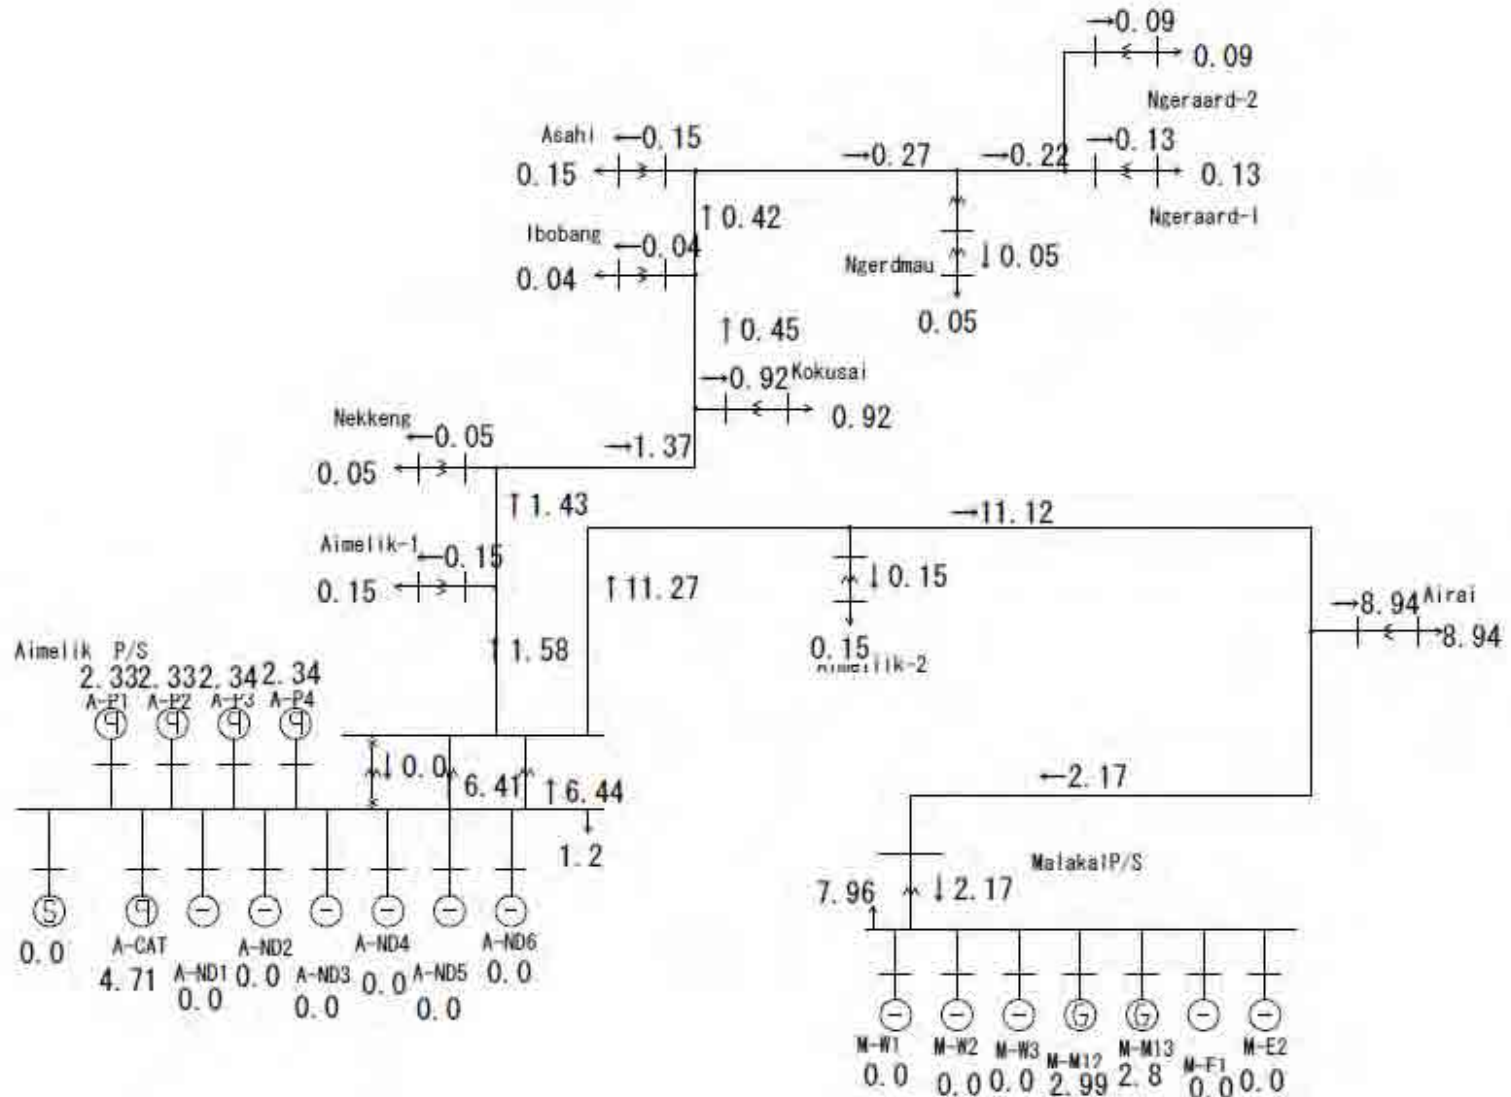 →0.09
0.09
Ngeraard-2
Asahi ←0.15
→0.27
→0.22
→0.13
0.15
0.13
Ngeraard-1
↑0.42
Ibobang ←0.04
0.04
Ngerdmau ↓0.05
0.05
↑0.45
→0.92 Kokusai
0.92
Nekkeng
←0.05
0.05
→1.37
↑1.43
→11.12
Aimelik-1
←0.15
0.15
↑11.27
↓0.15
0.15
Aimeliik-2
→8.94 Airai
8.94
↑1.58
Aimelik P/S
2.33 2.33 2.34 2.34
A-P1 A-P2 A-P3 A-P4
q q q q
↓0.0
6.41
↑6.44
←2.17
1.2
MalakalP/S
7.96
↓2.17
S q - - - - - -
0.0
A-CAT
4.71
A-ND1
0.0
A-ND2
0.0
A-ND3
0.0
A-ND4
0.0
A-ND5
0.0
A-ND6
0.0
- - - G G - -
M-W1
0.0
M-W2
0.0
M-W3
0.0
M-M12
2.99
M-M13
2.8
M-F1
0.0
M-E2
0.0